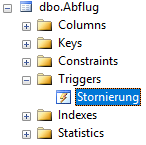 dbo.Abflug
Columns
Keys
Constraints
Triggers
Stornierung
Indexes
Statistics